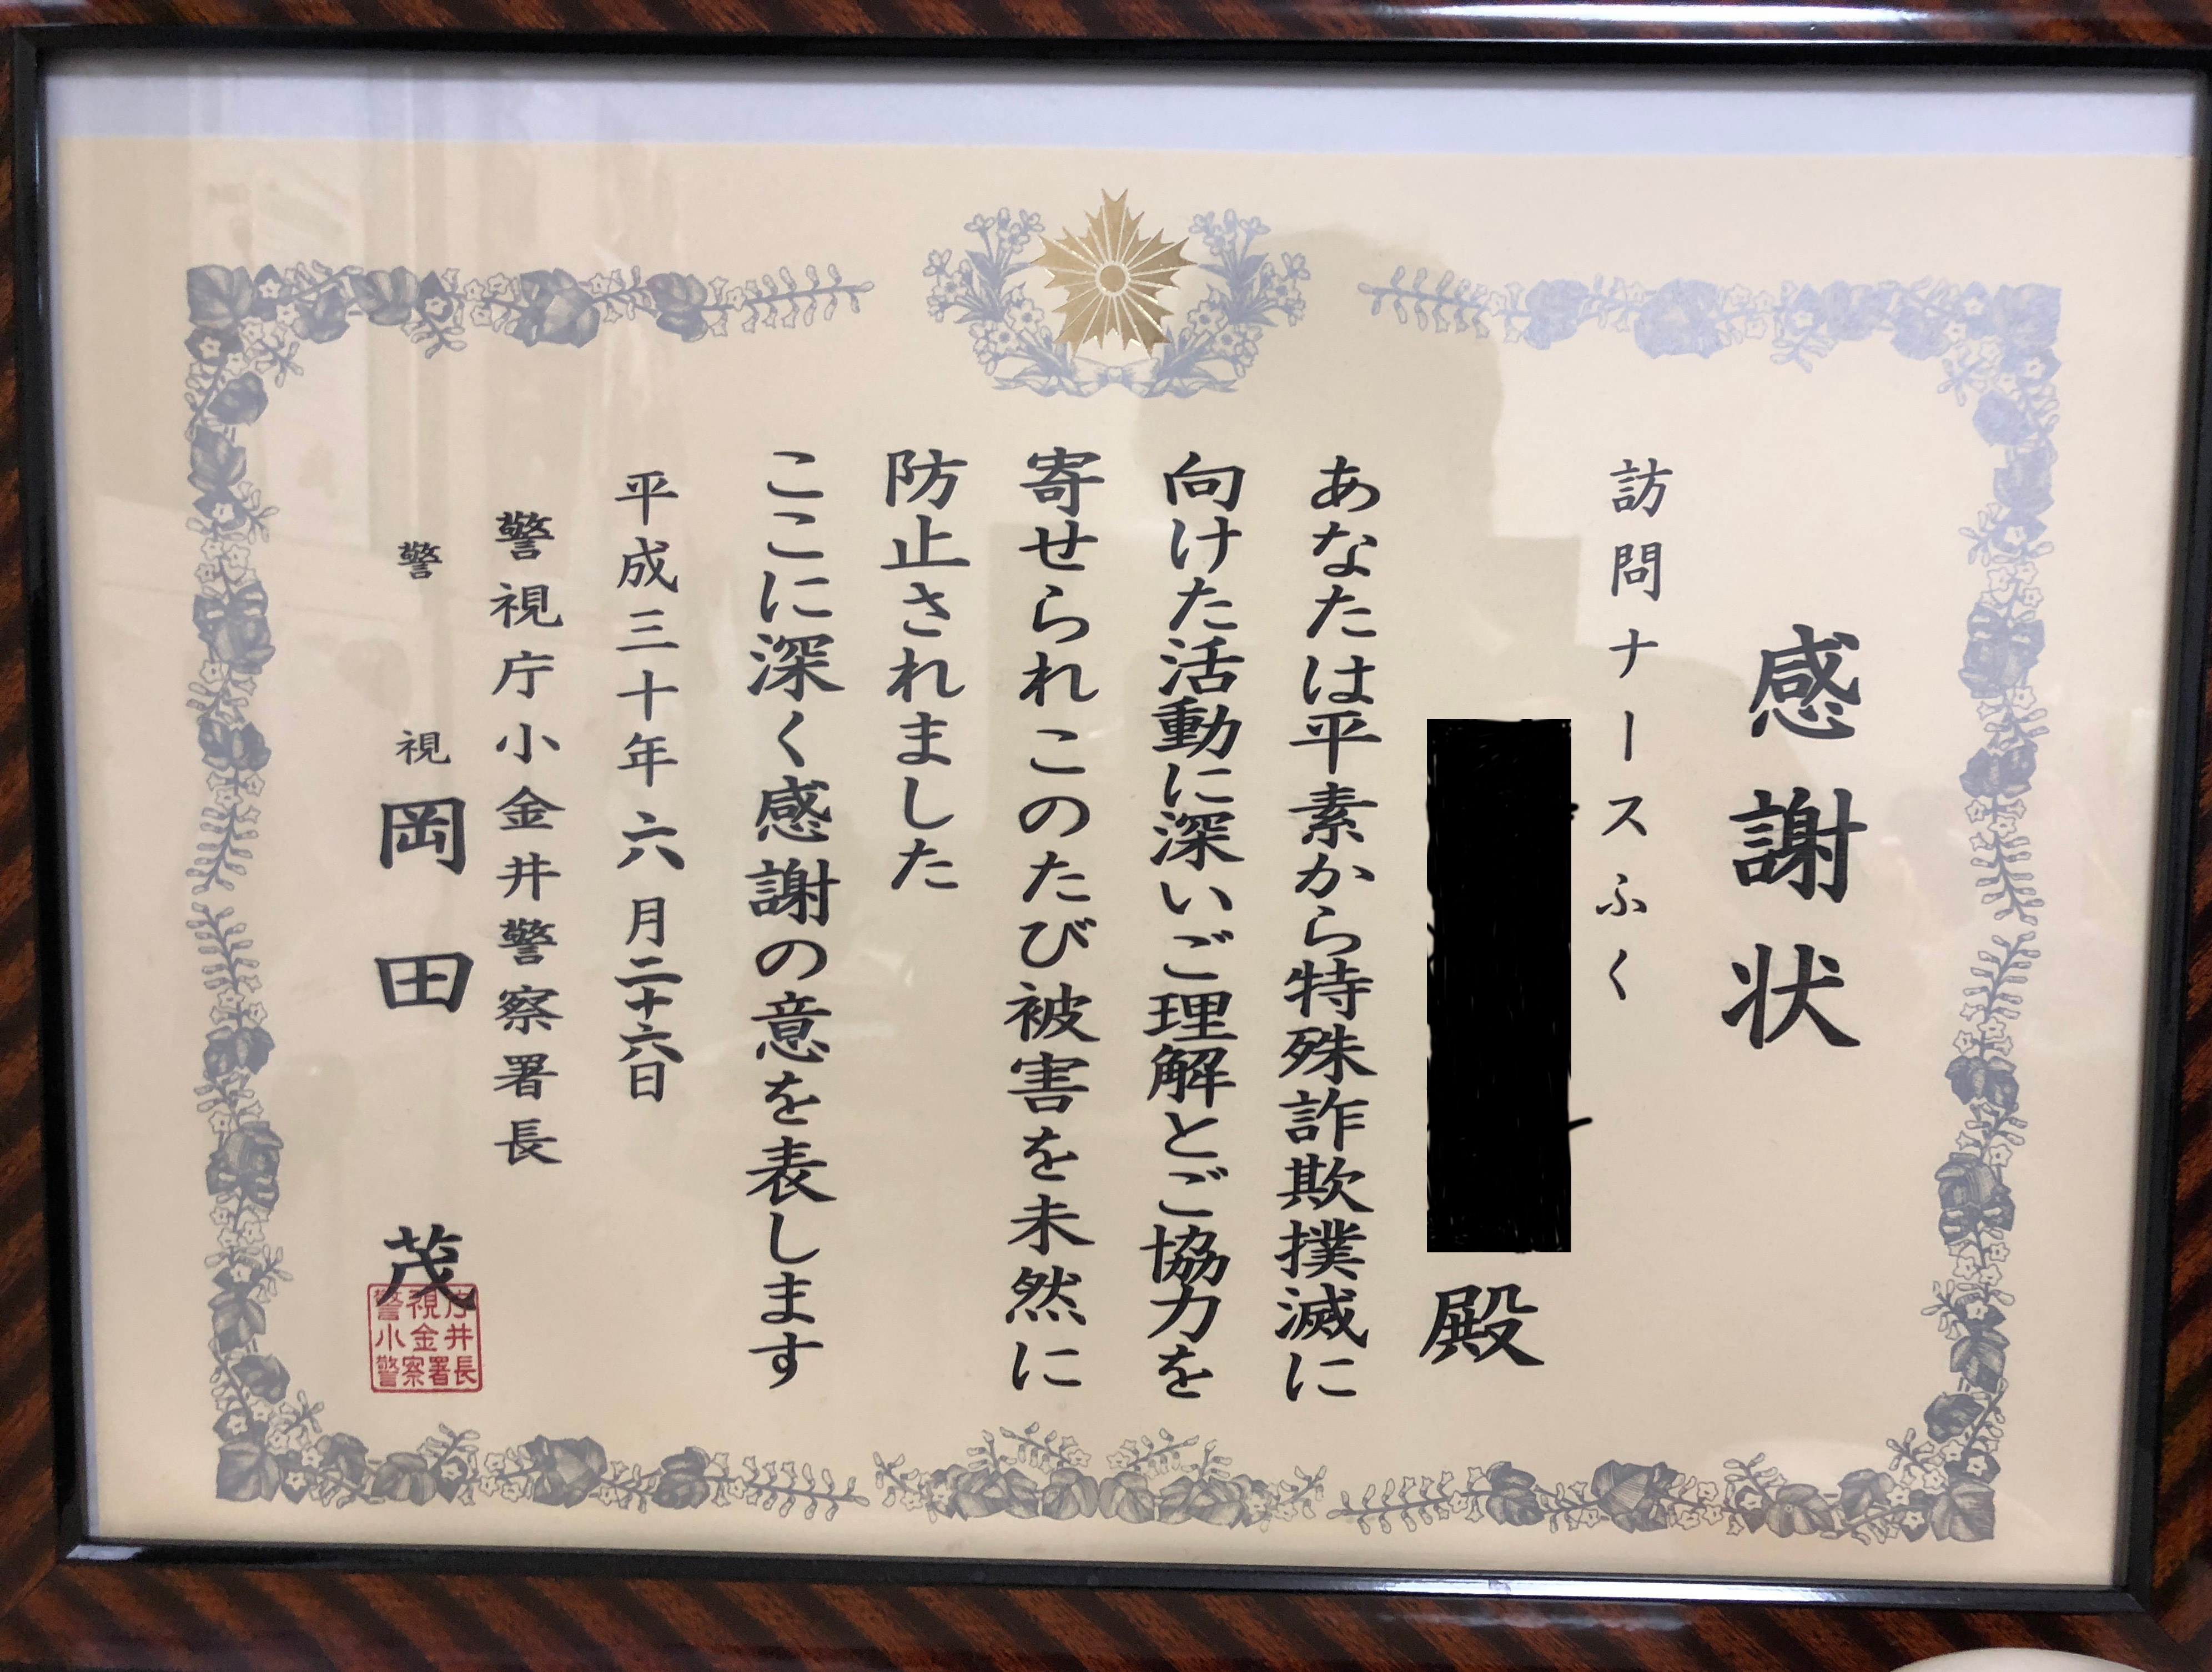 感謝状
訪問ナースふく
殿
あなたは平素から特殊詐欺撲滅に
向けた活動に深いご理解とご協力を
寄せられこのたび被害を未然に
防止されました
ここに深く感謝の意を表します
平成三十年六月二十六日
警視庁小金井警察署長
警視 岡田 茂
警視庁
小金井
警察署長